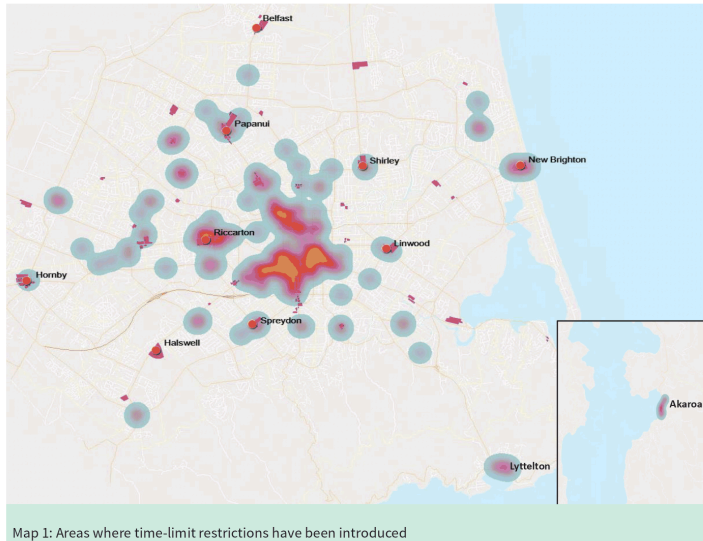 Belfast
Papanui
Shirley
New Brighton
Riccarton
Linwood
Hornby
Spreydon
Halswell
Akaroa
Lyttelton
Map 1: Areas where time-limit restrictions have been introduced